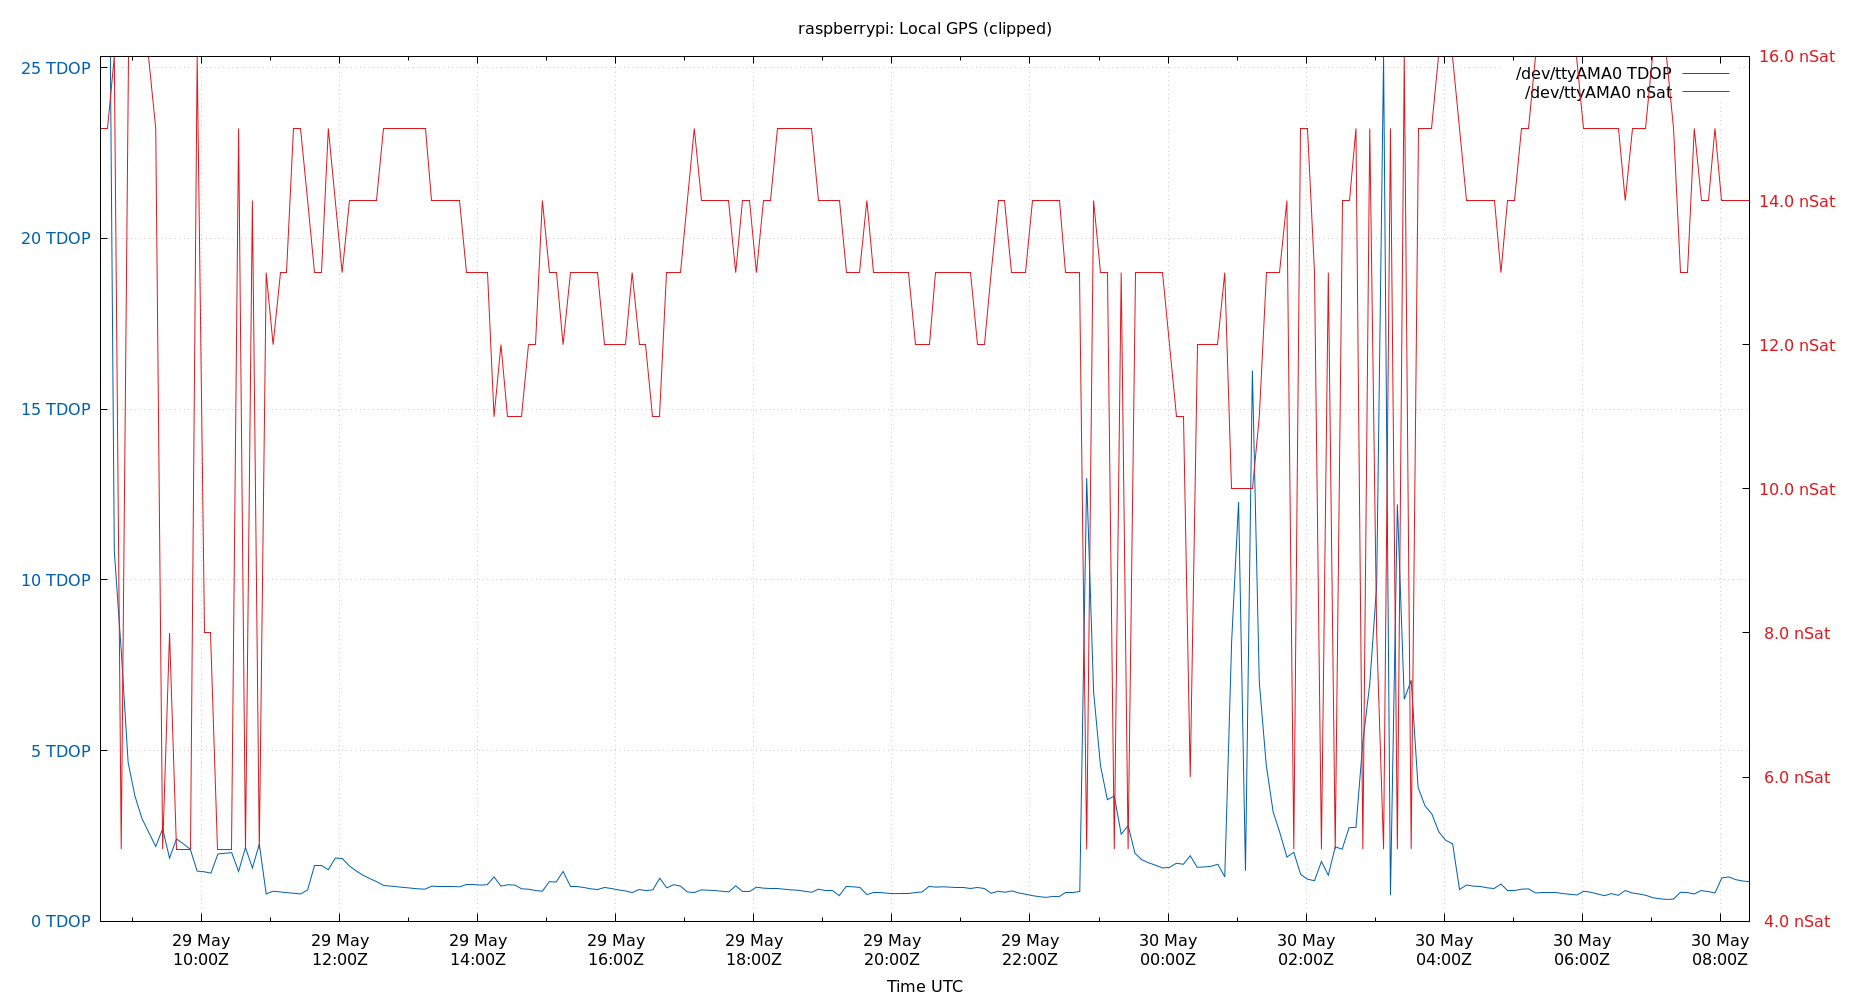 raspberrypi: Local GPS (clipped)
25 TDOP
20 TDOP
15 TDOP
10 TDOP
5 TDOP
0 TDOP
16.0 nSat
14.0 nSat
12.0 nSat
10.0 nSat
8.0 nSat
6.0 nSat
4.0 nSat
/dev/ttyAMA0 TDOP
/dev/ttyAMA0 nSat
29 May 29 May 29 May 29 May 29 May 29 May 29 May 30 May 30 May 30 May 30 May 30 May
10:00Z 12:00Z 14:00Z 16:00Z 18:00Z 20:00Z 22:00Z 00:00Z 02:00Z 04:00Z 06:00Z 08:00Z
Time UTC